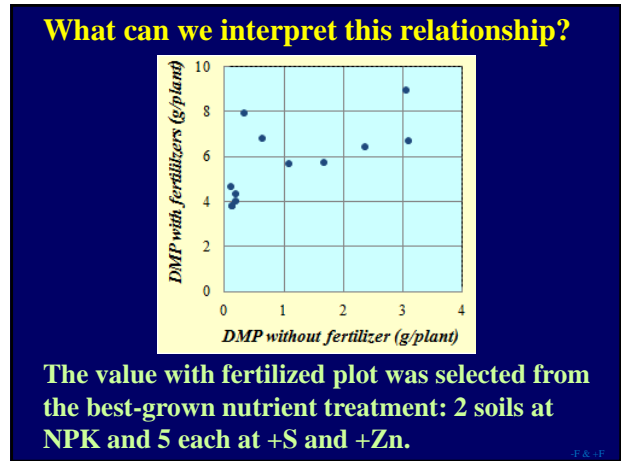 What can we interpret this relationship?
DMP with fertililzers (g/plant)
10
8
6
4
2
0
0 1 2 3 4
DMP without fertilizer (g/plant)
The value with fertilized plot was selected from
the best-grown nutrient treatment: 2 soils at
NPK and 5 each at +S and +Zn.
-F & +F